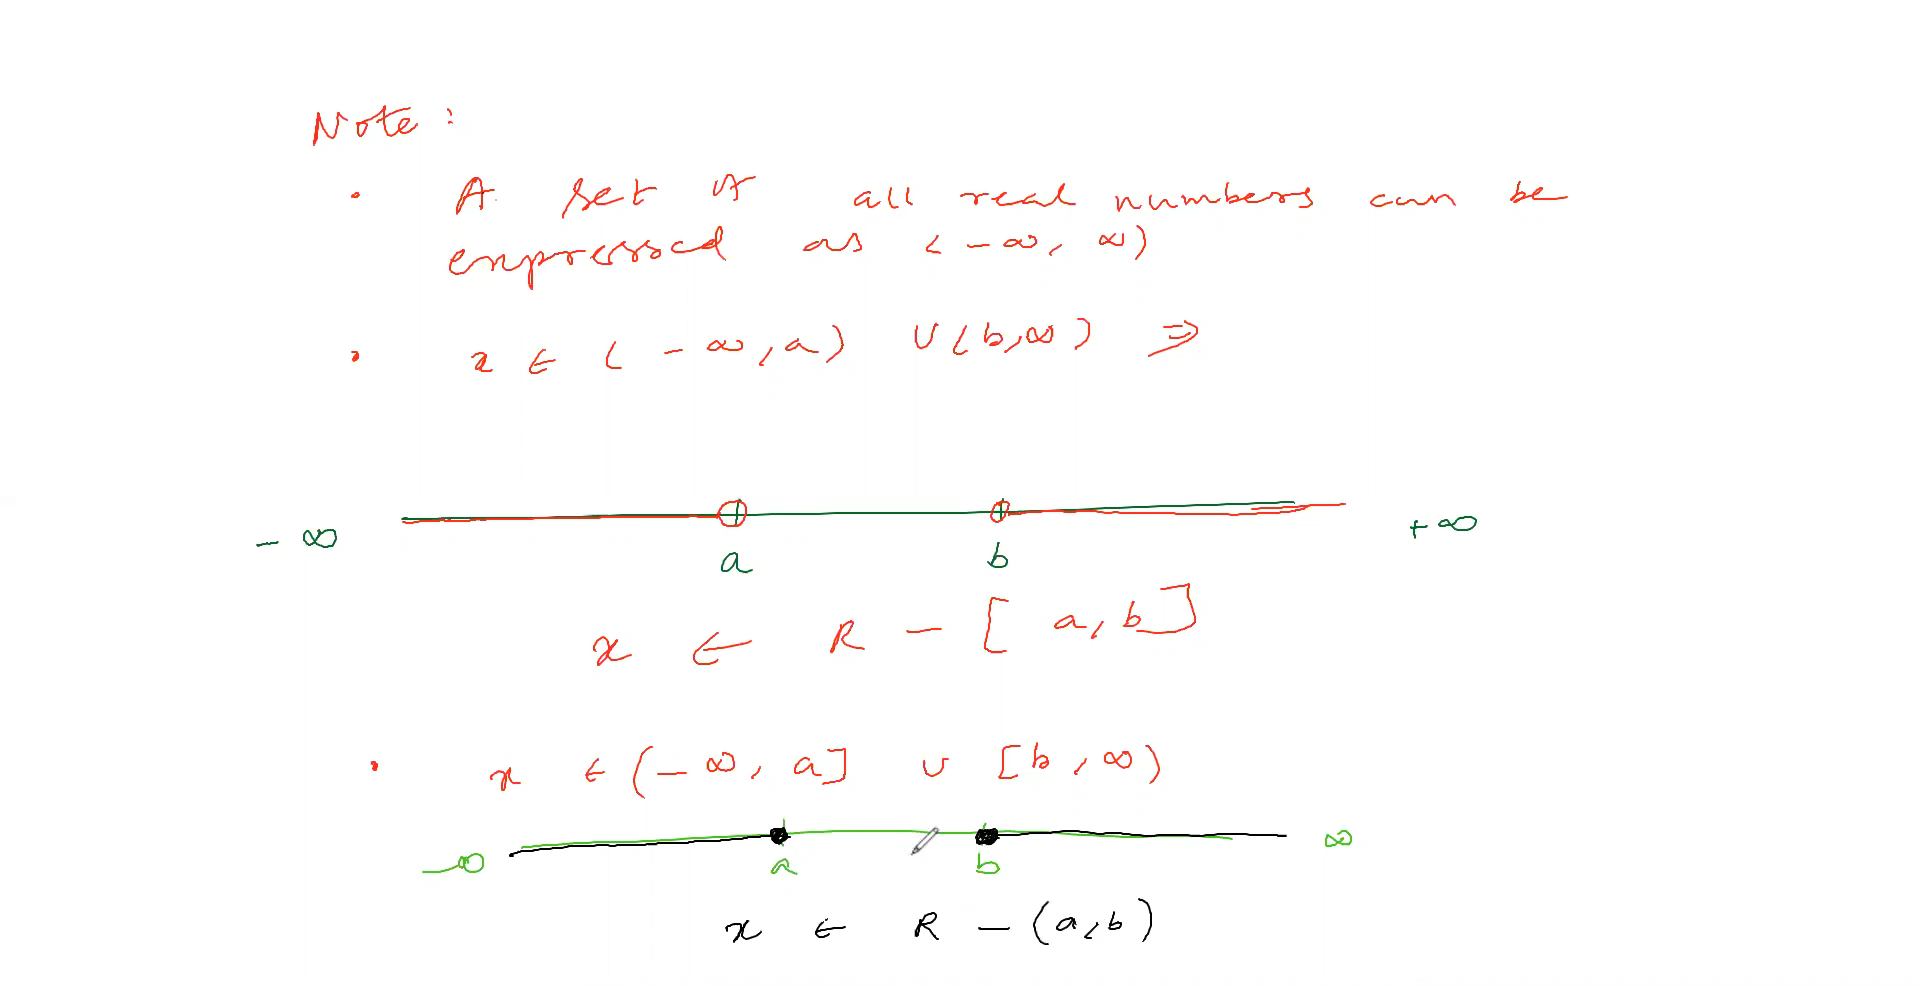 Note :
• A set of all real numbers can be
expressed as (-∞, ∞)
• x ∈ (-∞, a) ∪ (b, ∞) ⇒
-∞ a b +∞
x ∈ R - [a, b]
• x ∈ (-∞, a] ∪ [b, ∞)
-∞ a b ∞
x ∈ R - (a, b)